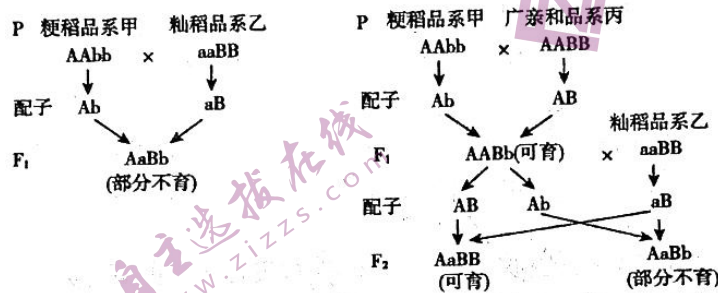 P 粳稻品系甲 籼稻品系乙
AAbb × aaBB
配子 Ab aB
F₁ AaBb
(部分不育)
P 粳稻品系甲 广亲和品系丙
AAbb × AABB
配子 Ab AB
籼稻品系乙
F₁ AABb(可育) × aaBB
配子 AB Ab aB
F₂ AaBB AaBb
(可育) (部分不育)
自主选拔在线
www.zizzs.com